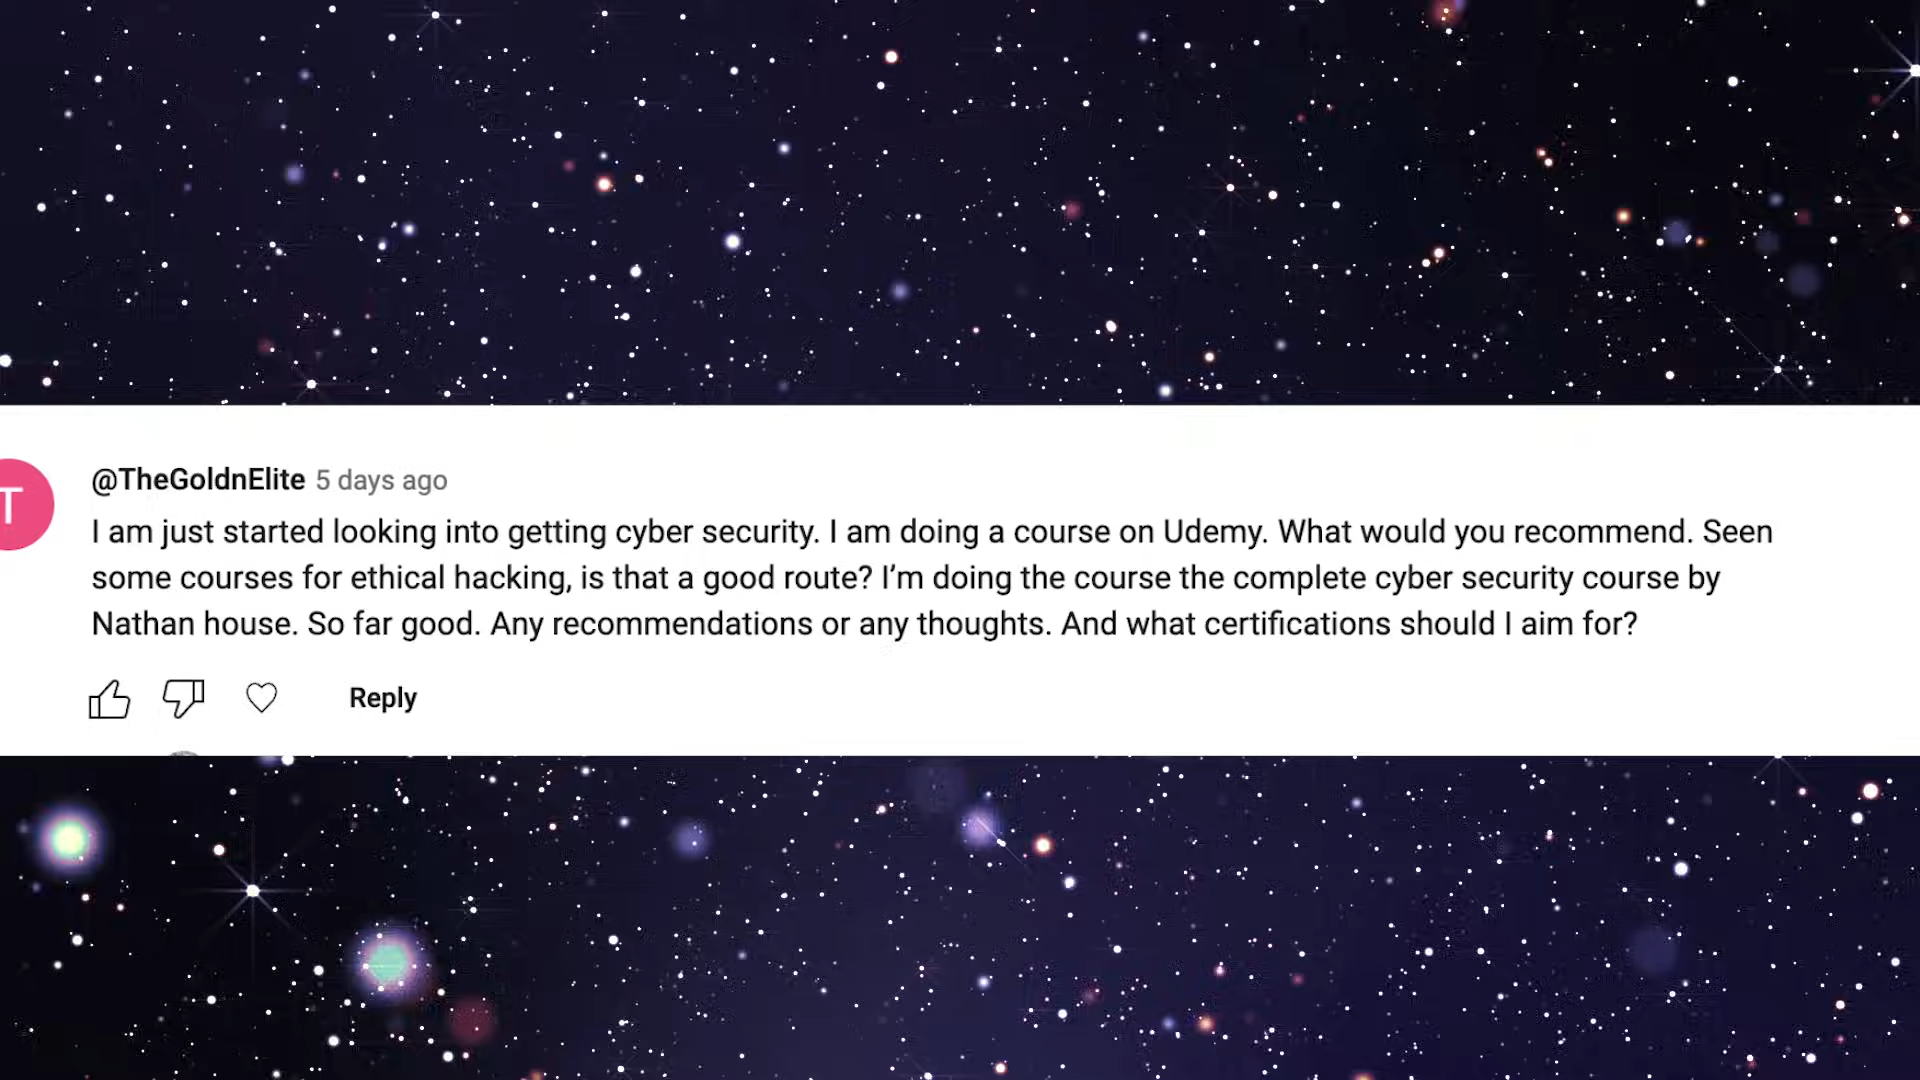 T
@TheGoldnElite 5 days ago
I am just started looking into getting cyber security. I am doing a course on Udemy. What would you recommend. Seen
some courses for ethical hacking, is that a good route? I’m doing the course the complete cyber security course by
Nathan house. So far good. Any recommendations or any thoughts. And what certifications should I aim for?
Reply